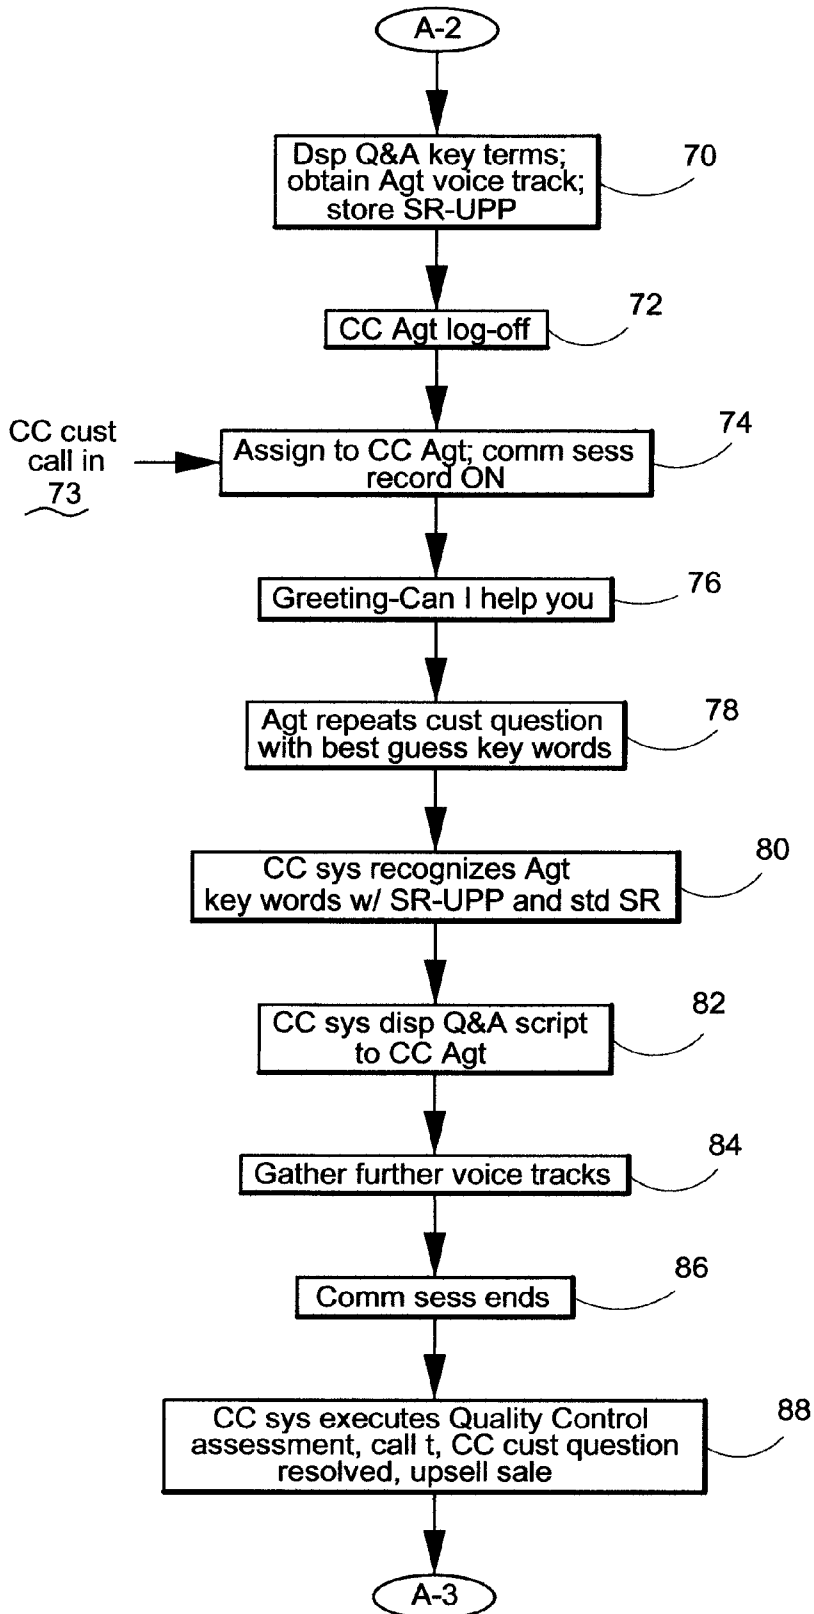 A-2
Dsp Q&A key terms;
obtain Agt voice track;
store SR-UPP
70
CC Agt log-off
72
CC cust
call in
73
Assign to CC Agt; comm sess
record ON
74
Greeting-Can I help you
76
Agt repeats cust question
with best guess key words
78
CC sys recognizes Agt
key words w/ SR-UPP and std SR
80
CC sys disp Q&A script
to CC Agt
82
Gather further voice tracks
84
Comm sess ends
86
CC sys executes Quality Control
assessment, call t, CC cust question
resolved, upsell sale
88
A-3